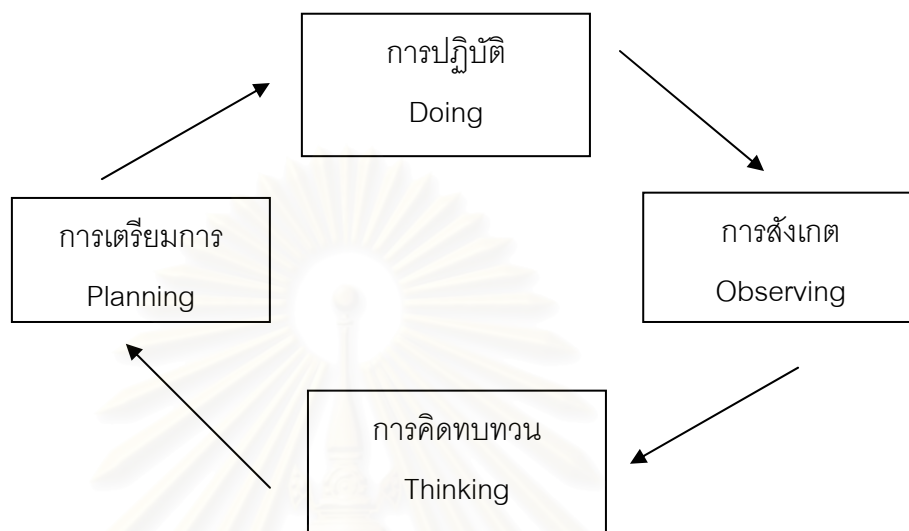 การปฏิบัติ
Doing
การเตรียมการ
Planning
การสังเกต
Observing
การคิดทบทวน
Thinking